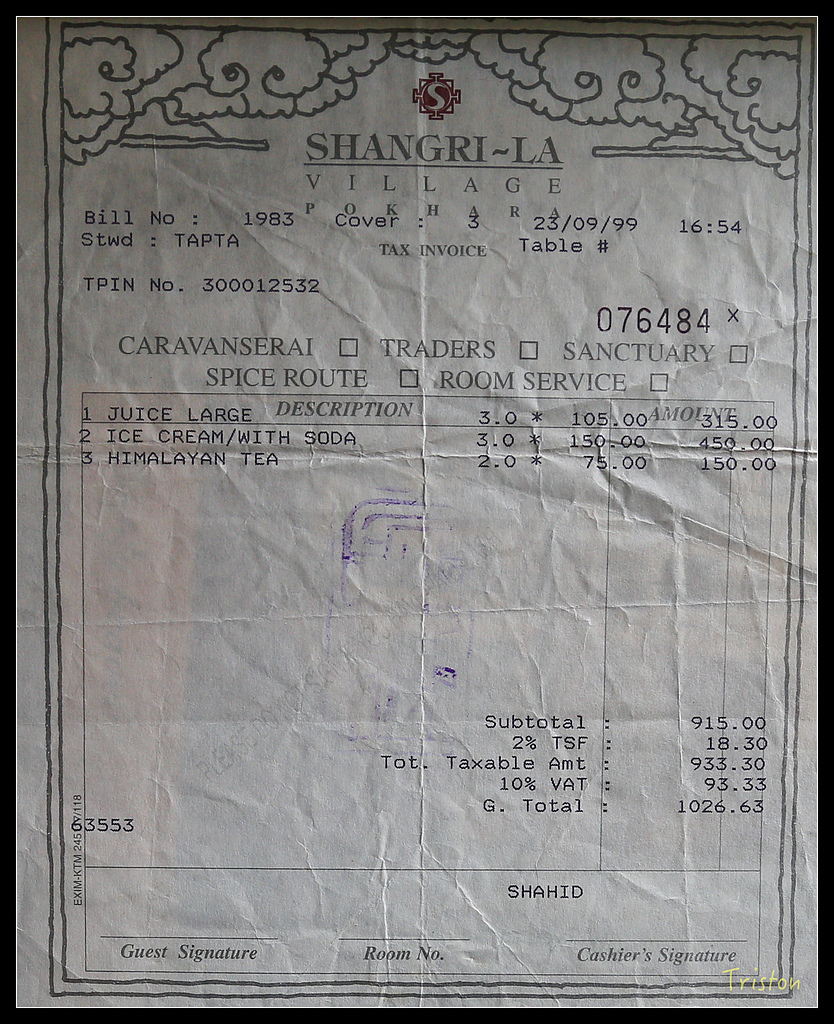 SHANGRI~LA
VILLAGE
POKHARA
Bill No : 1983 Cover : 3 23/09/99 16:54
Stwd : TAPTA TAX INVOICE Table #
TPIN No. 300012532
076484 X
CARAVANSERAI □ TRADERS □ SANCTUARY □
SPICE ROUTE □ ROOM SERVICE □
DESCRIPTION AMOUNT
1 JUICE LARGE 3.0 * 105.00 315.00
2 ICE CREAM/WITH SODA 3.0 * 150.00 450.00
3 HIMALAYAN TEA 2.0 * 75.00 150.00
Subtotal : 915.00
2% TSF : 18.30
Tot. Taxable Amt : 933.30
10% VAT : 93.33
G. Total : 1026.63
63553
EXIM-KTM
SHAHID
Guest Signature Room No. Cashier's Signature
Triston